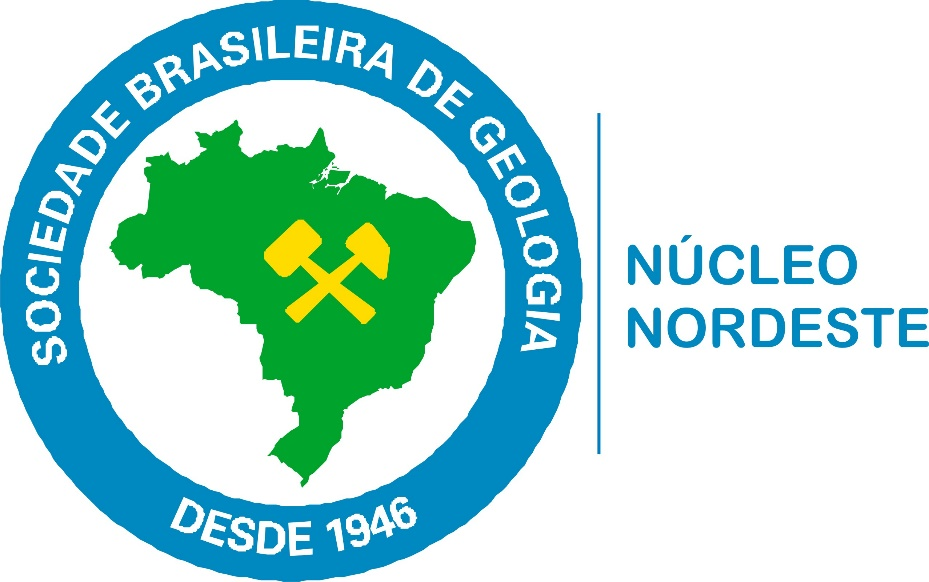 SOCIEDADE BRASILEIRA DE GEOLOGIA
DESDE 1946
NÚCLEO
NORDESTE